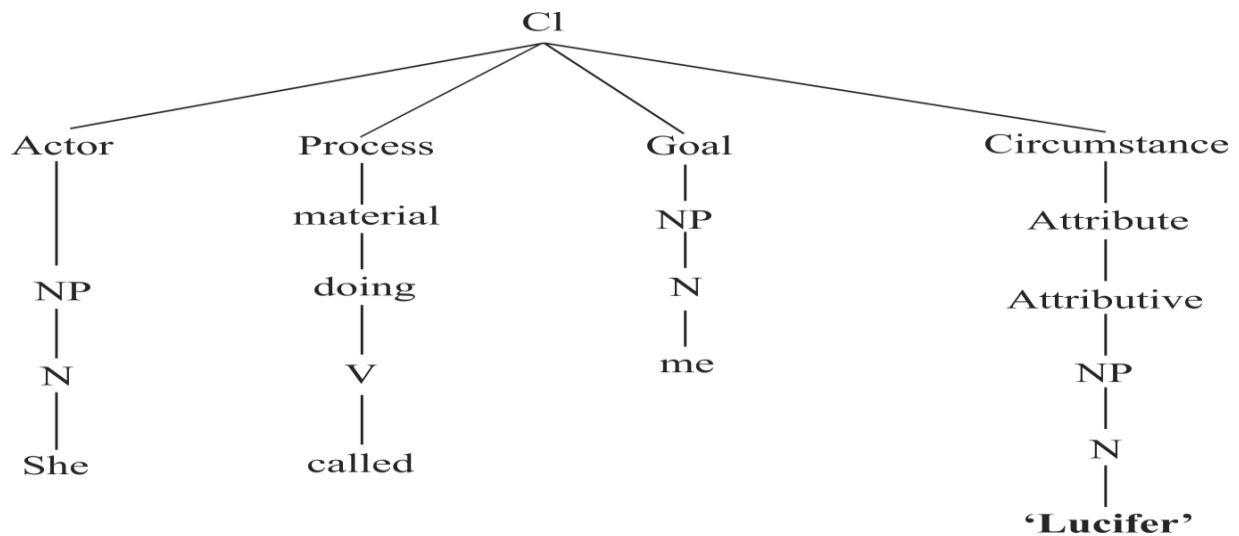 Cl
Actor Process Goal Circumstance
material NP Attribute
NP doing N Attributive
N V me NP
She called N
‘Lucifer’